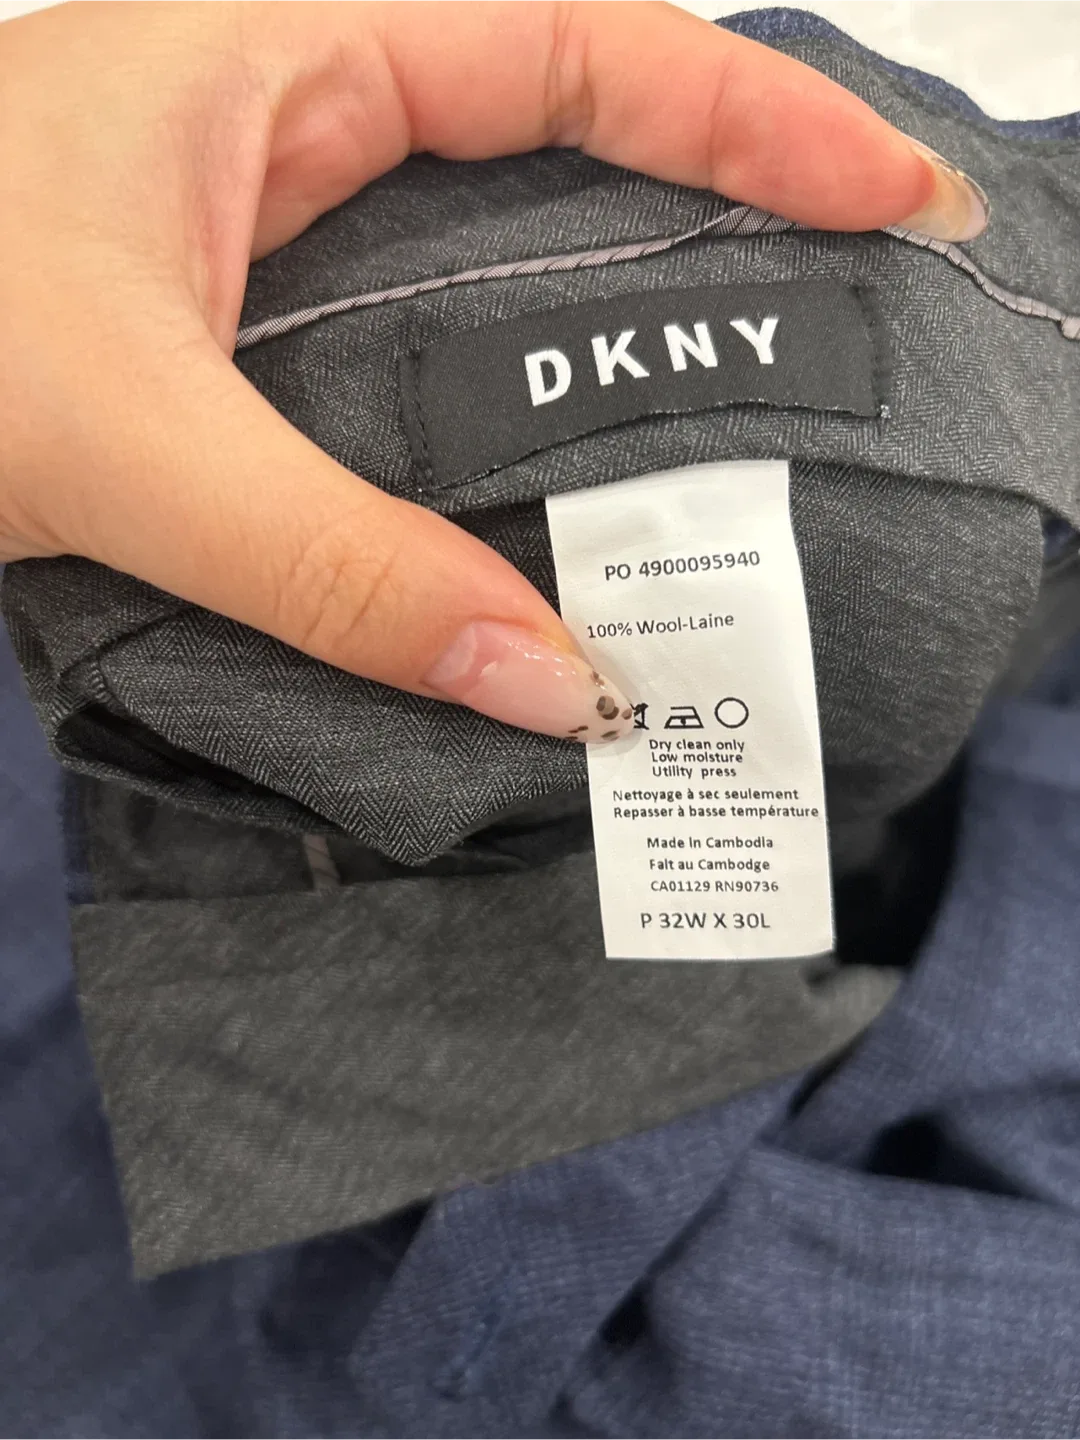 DKNY
PO 4900095940
100% Wool-Laine
Dry clean only
Low moisture
Utility press
Nettoyage à sec seulement
Repasser à basse température
Made In Cambodia
Fait au Cambodge
CA01129 RN90736
P 32W X 30L